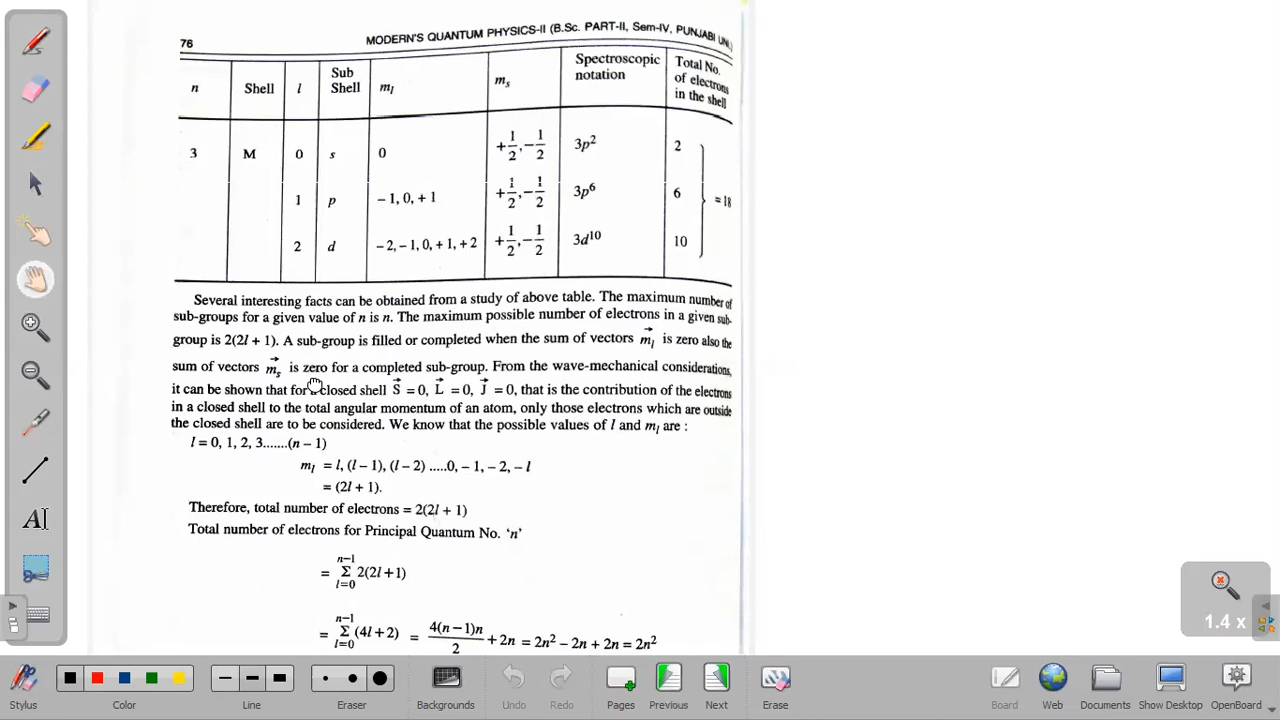 76
MODERN'S QUANTUM PHYSICS-II (B.Sc. PART-II, Sem-IV, PUNJABI UNI.)
n Shell l Sub Shell m_l m_s Spectroscopic notation Total No. of electrons in the shell
3 M 0 s 0 +1/2, −1/2 3p² 2
1 p −1, 0, +1 +1/2, −1/2 3p⁶ 6 = 18
2 d −2, −1, 0, +1, +2 +1/2, −1/2 3d¹⁰ 10
Several interesting facts can be obtained from a study of above table. The maximum number of
sub-groups for a given value of n is n. The maximum possible number of electrons in a given sub-
group is 2(2l + 1). A sub-group is filled or completed when the sum of vectors m⃗_l is zero also the
sum of vectors m⃗_s is zero for a completed sub-group. From the wave-mechanical considerations,
it can be shown that for closed shell S⃗ = 0, L⃗ = 0, J⃗ = 0, that is the contribution of the electrons
in a closed shell to the total angular momentum of an atom, only those electrons which are outside
the closed shell are to be considered. We know that the possible values of l and m_l are :
l = 0, 1, 2, 3.......(n − 1)
m_l = l, (l − 1), (l − 2) .....0, − 1, − 2, − l
= (2l + 1).
Therefore, total number of electrons = 2(2l + 1)
Total number of electrons for Principal Quantum No. 'n'
= Σ_{l=0}^{n−1} 2(2l+1)
= Σ_{l=0}^{n−1} (4l+2) = 4(n−1)n/2 + 2n = 2n² − 2n + 2n = 2n²
1.4 x
Stylus
Color
Line
Eraser
Backgrounds
Undo
Redo
Pages
Previous
Next
Erase
Board
Web
Documents
Show Desktop
OpenBoard